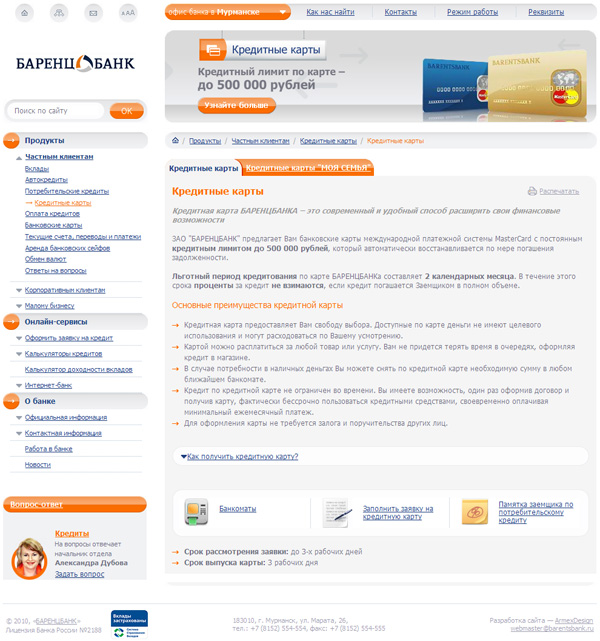 AAA
офис банка в Мурманске
Как нас найти
Контакты
Режим работы
Реквизиты
БАРЕНЦБАНК
Поиск по сайту
OK
Кредитные карты
Кредитный лимит по карте –
до 500 000 рублей
Узнайте больше
BARENTSBANK
BARENTSBANK
MasterCard
Продукты
Частным клиентам
Вклады
Автокредиты
Потребительские кредиты
Кредитные карты
Оплата кредитов
Банковские карты
Текущие счета, переводы и платежи
Аренда банковских сейфов
Обмен валют
Ответы на вопросы
Корпоративным клиентам
Малому бизнесу
Онлайн-сервисы
Оформить заявку на кредит
Калькуляторы кредитов
Калькулятор доходности вкладов
Интернет-банк
О банке
Официальная информация
Контактная информация
Работа в банке
Новости
Вопрос-ответ
Кредиты
На вопросы отвечает
начальник отдела
Александра Дубова
Задать вопрос
/ Продукты / Частным клиентам / Кредитные карты / Кредитные карты
Кредитные карты
Кредитные карты "МОЯ СЕМЬЯ"
Кредитные карты
Распечатать
Кредитная карта БАРЕНЦБАНКА – это современный и удобный способ расширить свои финансовые
возможности
ЗАО "БАРЕНЦБАНК" предлагает Вам банковские карты международной платежной системы MasterCard с постоянным
кредитным лимитом до 500 000 рублей, который автоматически восстанавливается по мере погашения
задолженности.
Льготный период кредитования по карте БАРЕНЦБАНКа составляет 2 календарных месяца. В течение этого
срока проценты за кредит не взимаются, если кредит погашается Заемщиком в полном объеме.
Основные преимущества кредитной карты
Кредитная карта предоставляет Вам свободу выбора. Доступные по карте деньги не имеют целевого
использования и могут расходоваться по Вашему усмотрению.
Картой можно расплатиться за любой товар или услугу. Вам не придется терять время в очередях, оформляя
кредит в магазине.
В случае потребности в наличных деньгах Вы можете снять по кредитной карте необходимую сумму в любом
ближайшем банкомате.
Кредит по кредитной карте не ограничен во времени. Вы имеете возможность, один раз оформив договор и
получив карту, фактически бессрочно пользоваться кредитными средствами, своевременно оплачивая
минимальный ежемесячный платеж.
Для оформления карты не требуется залога и поручительства других лиц.
Как получить кредитную карту?
Банкоматы
Заполнить заявку на
кредитную карту
Памятка заемщика по
потребительскому
кредиту
Срок рассмотрения заявки: до 3-х рабочих дней
Срок выпуска карты: 3 рабочих дня
© 2010, «БАРЕНЦБАНК»
Лицензия Банка России №2188
Вклады
застрахованы
183010, г. Мурманск, ул. Марата, 26,
тел.: +7 (8152) 554-554, факс: +7 (8152) 554-555
Разработка сайта — ArmexDesign
webmaster@barentsbank.ru